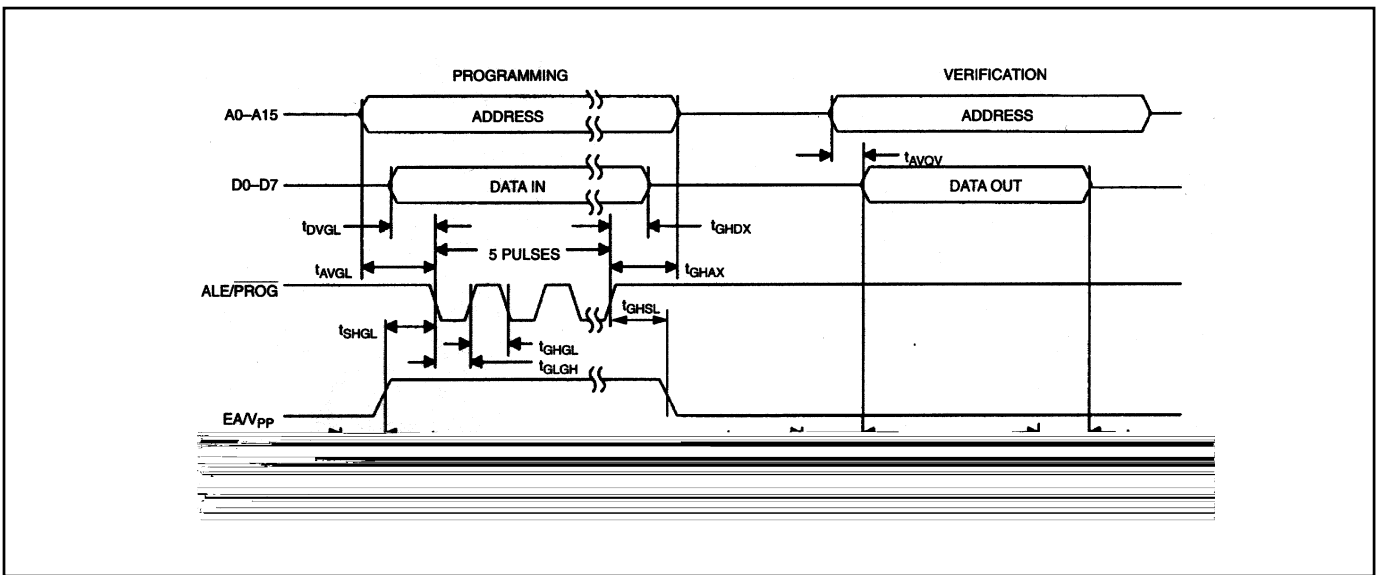 PROGRAMMING VERIFICATION
A0–A15 ADDRESS ADDRESS
tAVQV
D0–D7 DATA IN DATA OUT
tDVGL tGHDX
5 PULSES
tAVGL tGHAX
ALE/PROG
tGHSL
tSHGL
tGHGL
tGLGH
EA/VPP